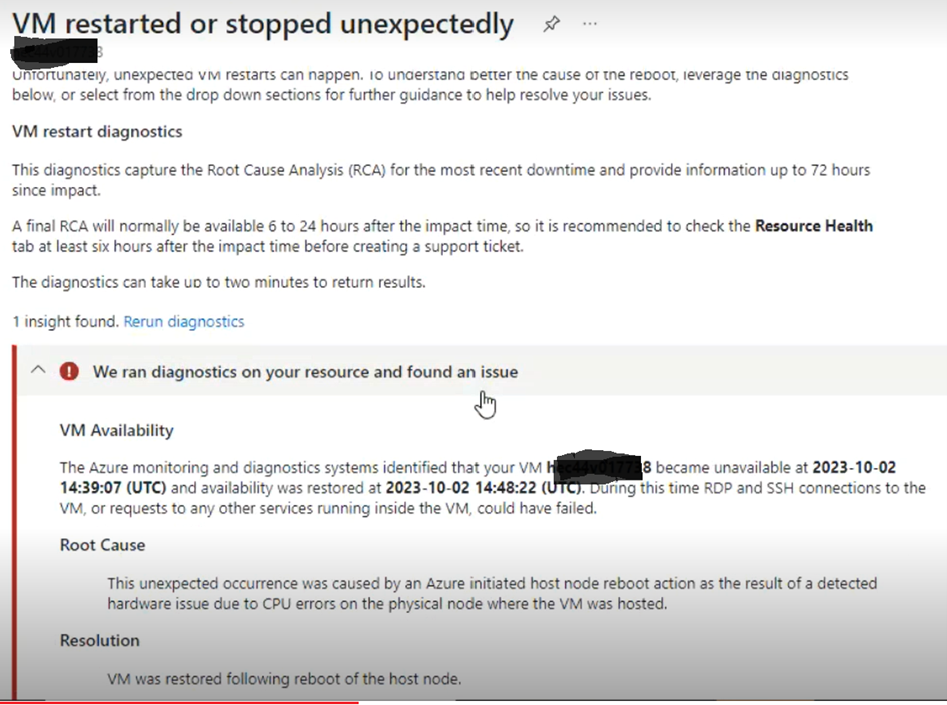 VM restarted or stopped unexpectedly
Unfortunately, unexpected VM restarts can happen. To understand better the cause of the reboot, leverage the diagnostics
below, or select from the drop down sections for further guidance to help resolve your issues.
VM restart diagnostics
This diagnostics capture the Root Cause Analysis (RCA) for the most recent downtime and provide information up to 72 hours
since impact.
A final RCA will normally be available 6 to 24 hours after the impact time, so it is recommended to check the Resource Health
tab at least six hours after the impact time before creating a support ticket.
The diagnostics can take up to two minutes to return results.
1 insight found. Rerun diagnostics
We ran diagnostics on your resource and found an issue
VM Availability
The Azure monitoring and diagnostics systems identified that your VM became unavailable at 2023-10-02
14:39:07 (UTC) and availability was restored at 2023-10-02 14:48:22 (UTC). During this time RDP and SSH connections to the
VM, or requests to any other services running inside the VM, could have failed.
Root Cause
This unexpected occurrence was caused by an Azure initiated host node reboot action as the result of a detected
hardware issue due to CPU errors on the physical node where the VM was hosted.
Resolution
VM was restored following reboot of the host node.